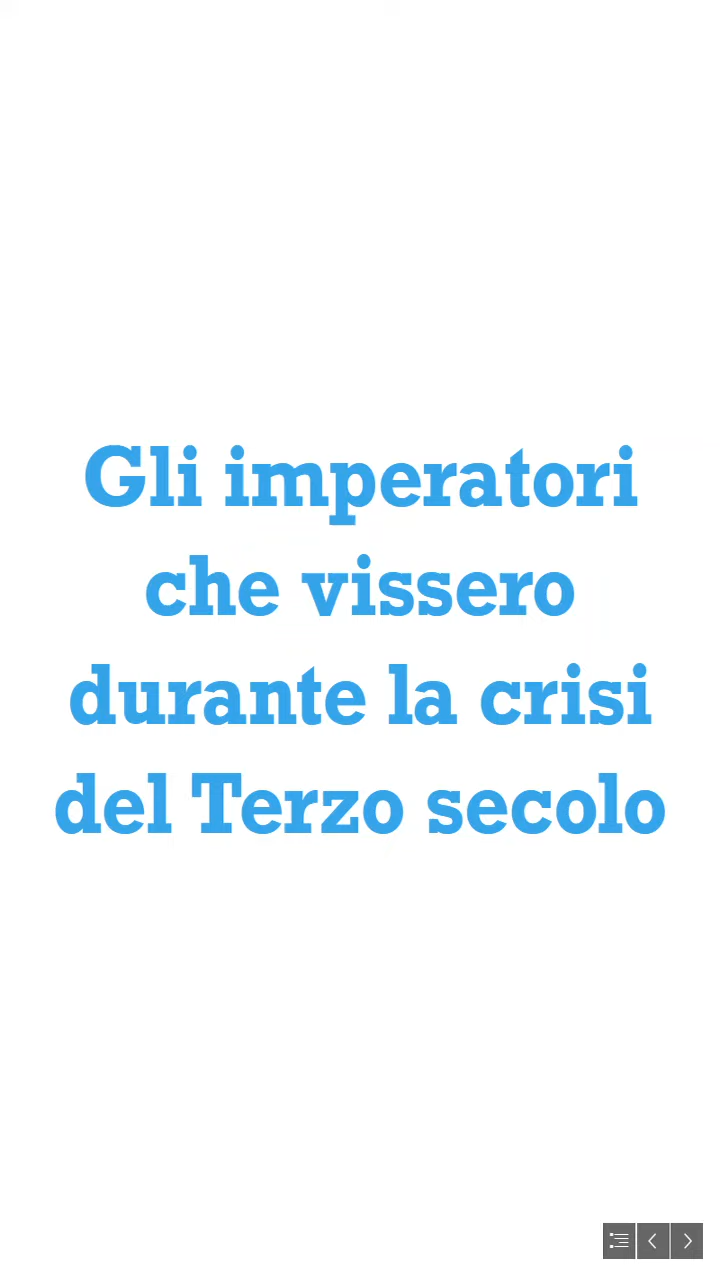 Gli imperatori
che vissero
durante la crisi
del Terzo secolo